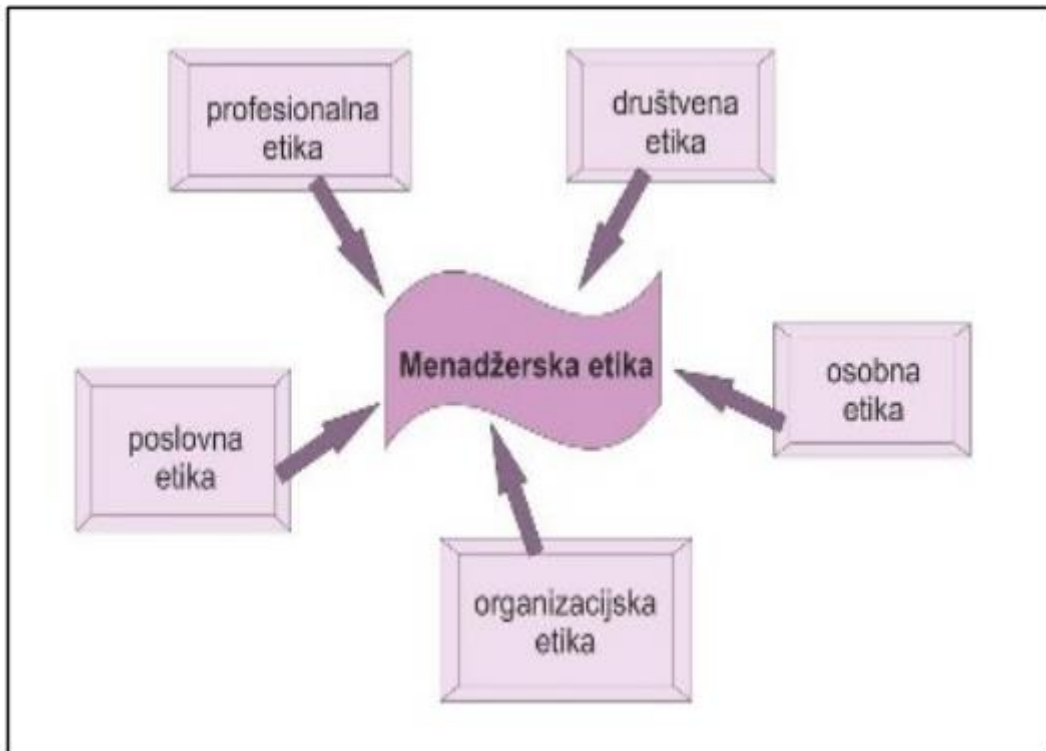 profesionalna
etika
društvena
etika
Menadžerska etika
osobna
etika
poslovna
etika
organizacijska
etika